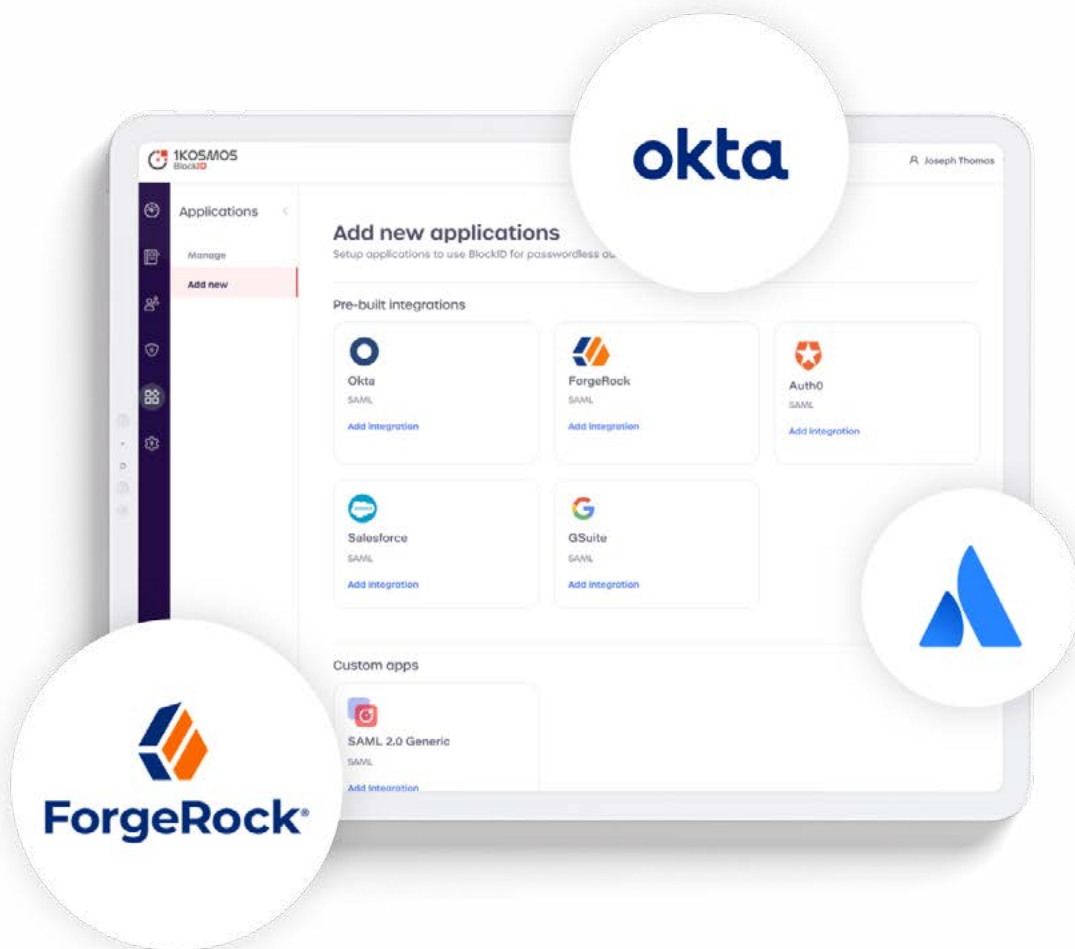 okta
1KOSMOS
BlockID
Joseph Thomas
Applications
Manage
Add new
Add new applications
Setup applications to use BlockID for passwordless
Pre-built integrations
Okta
SAML
Add integration
ForgeRock
SAML
Add integration
Auth0
SAML
Add integration
Salesforce
SAML
Add integration
GSuite
SAML
Add integration
Custom apps
SAML 2.0 Generic
SAML
Add integration
ForgeRock®